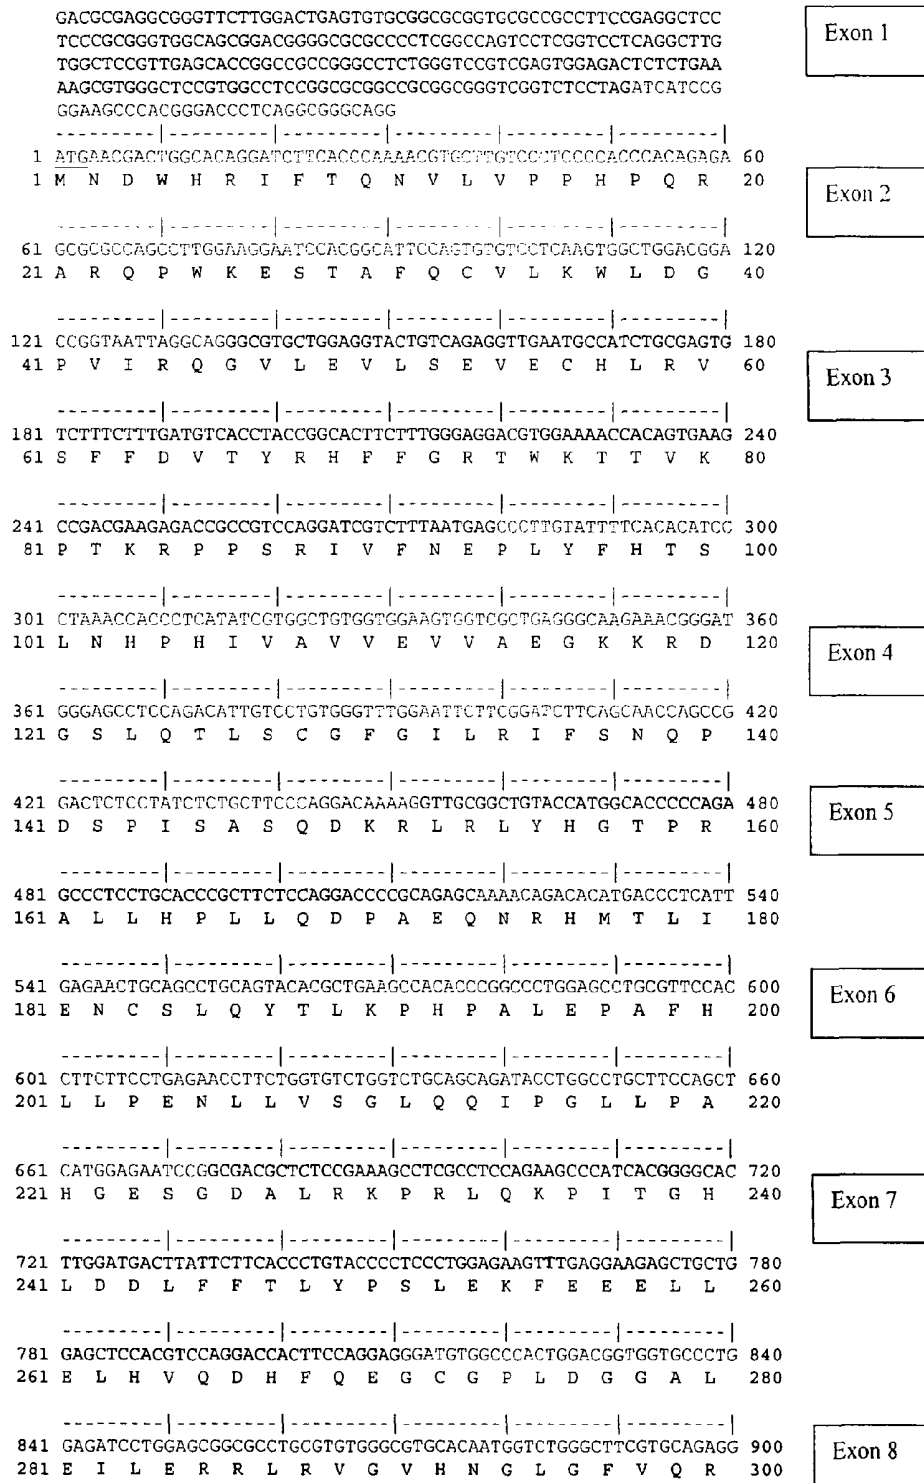 GACGCGAGGCGGGTTCTTGGACTGAGTGTGCGGCGCGGTGCGCCGCCTTCCGAGGCTCC
Exon 1
TCCCGCGGGTGGCAGCGGACGGGGCGCGCCCCTCGGCCAGTCCTCGGTCCTCAGGCTTG
TGGCTCCGTTGAGCACCGGCCGCCGGGCCTCTGGGTCCGTCGAGTGGAGACTCTCTGAA
AAGCGTGGGCTCCGTGGCCTCCGGCGCGGCCGCGGCGGGTCGGTCTCCTAGATCATCCG
GGAAGCCCACGGGACCCTCAGGCGGGCAGG
---------|---------|---------|---------|---------|---------|
1 ATGAACGACTGGCACAGGATCTTCACCCAAAACGTGCTTGTCCCTCCCCACCCACAGAGA 60
1 M N D W H R I F T Q N V L V P P H P Q R 20
Exon 2
---------|---------|---------|---------|---------|---------|
61 GCGCGCCAGCCTTGGAAGGAATCCACGGCATTCCAGTGTGTCCTCAAGTGGCTGGACGGA 120
21 A R Q P W K E S T A F Q C V L K W L D G 40
---------|---------|---------|---------|---------|---------|
121 CCGGTAATTAGGCAGGGCGTGCTGGAGGTACTGTCAGAGGTTGAATGCCATCTGCGAGTG 180
41 P V I R Q G V L E V L S E V E C H L R V 60
Exon 3
---------|---------|---------|---------|---------|---------|
181 TCTTTCTTTGATGTCACCTACCGGCACTTCTTTGGGAGGACGTGGAAAACCACAGTGAAG 240
61 S F F D V T Y R H F F G R T W K T T V K 80
---------|---------|---------|---------|---------|---------|
241 CCGACGAAGAGACCGCCGTCCAGGATCGTCTTTAATGAGCCCTTGTATTTTCACACATCC 300
81 P T K R P P S R I V F N E P L Y F H T S 100
---------|---------|---------|---------|---------|---------|
301 CTAAACCACCCTCATATCGTGGCTGTGGTGGAAGTGGTCGCTGAGGGCAAGAAACGGGAT 360
101 L N H P H I V A V V E V V A E G K K R D 120
Exon 4
---------|---------|---------|---------|---------|---------|
361 GGGAGCCTCCAGACATTGTCCTGTGGGTTTGGAATTCTTCGGATCTTCAGCAACCAGCCG 420
121 G S L Q T L S C G F G I L R I F S N Q P 140
---------|---------|---------|---------|---------|---------|
421 GACTCTCCTATCTCTGCTTCCCAGGACAAAAGGTTGCGGCTGTACCATGGCACCCCCAGA 480
141 D S P I S A S Q D K R L R L Y H G T P R 160
Exon 5
---------|---------|---------|---------|---------|---------|
481 GCCCTCCTGCACCCGCTTCTCCAGGACCCCGCAGAGCAAAACAGACACATGACCCTCATT 540
161 A L L H P L L Q D P A E Q N R H M T L I 180
---------|---------|---------|---------|---------|---------|
541 GAGAACTGCAGCCTGCAGTACACGCTGAAGCCACACCCGGCCCTGGAGCCTGCGTTCCAC 600
181 E N C S L Q Y T L K P H P A L E P A F H 200
Exon 6
---------|---------|---------|---------|---------|---------|
601 CTTCTTCCTGAGAACCTTCTGGTGTCTGGTCTGCAGCAGATACCTGGCCTGCTTCCAGCT 660
201 L L P E N L L V S G L Q Q I P G L L P A 220
---------|---------|---------|---------|---------|---------|
661 CATGGAGAATCCGGCGACGCTCTCCGAAAGCCTCGCCTCCAGAAGCCCATCACGGGGCAC 720
221 H G E S G D A L R K P R L Q K P I T G H 240
Exon 7
---------|---------|---------|---------|---------|---------|
721 TTGGATGACTTATTCTTCACCCTGTACCCCTCCCTGGAGAAGTTTGAGGAAGAGCTGCTG 780
241 L D D L F F T L Y P S L E K F E E E L L 260
---------|---------|---------|---------|---------|---------|
781 GAGCTCCACGTCCAGGACCACTTCCAGGAGGGATGTGGCCCACTGGACGGTGGTGCCCTG 840
261 E L H V Q D H F Q E G C G P L D G G A L 280
---------|---------|---------|---------|---------|---------|
841 GAGATCCTGGAGCGGCGCCTGCGTGTGGGCGTGCACAATGGTCTGGGCTTCGTGCAGAGG 900
281 E I L E R R L R V G V H N G L G F V Q R 300
Exon 8